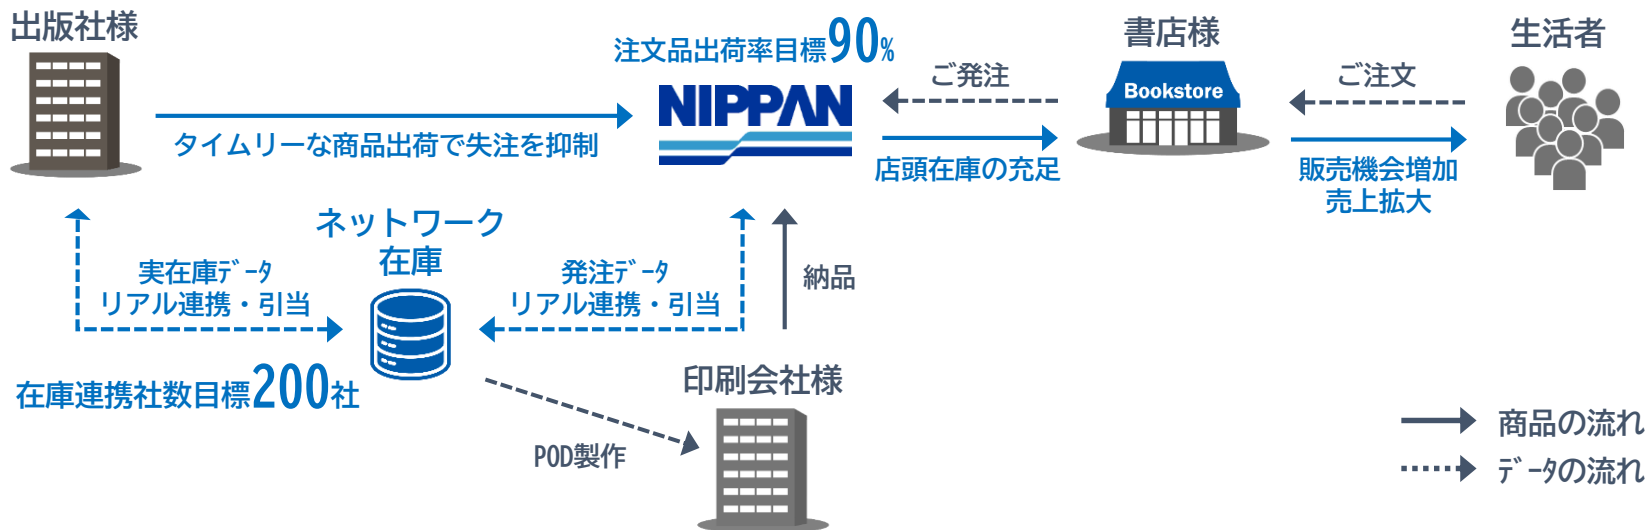 出版社様
注文品出荷率目標90%
書店様
生活者
NIPPAN
ご発注
Bookstore
ご注文
タイムリーな商品出荷で失注を抑制
店頭在庫の充足
販売機会増加
売上拡大
ネットワーク
在庫
実在庫ﾃﾞｰﾀ
リアル連携・引当
発注ﾃﾞｰﾀ
リアル連携・引当
納品
在庫連携社数目標200社
印刷会社様
POD製作
商品の流れ
ﾃﾞｰﾀの流れ